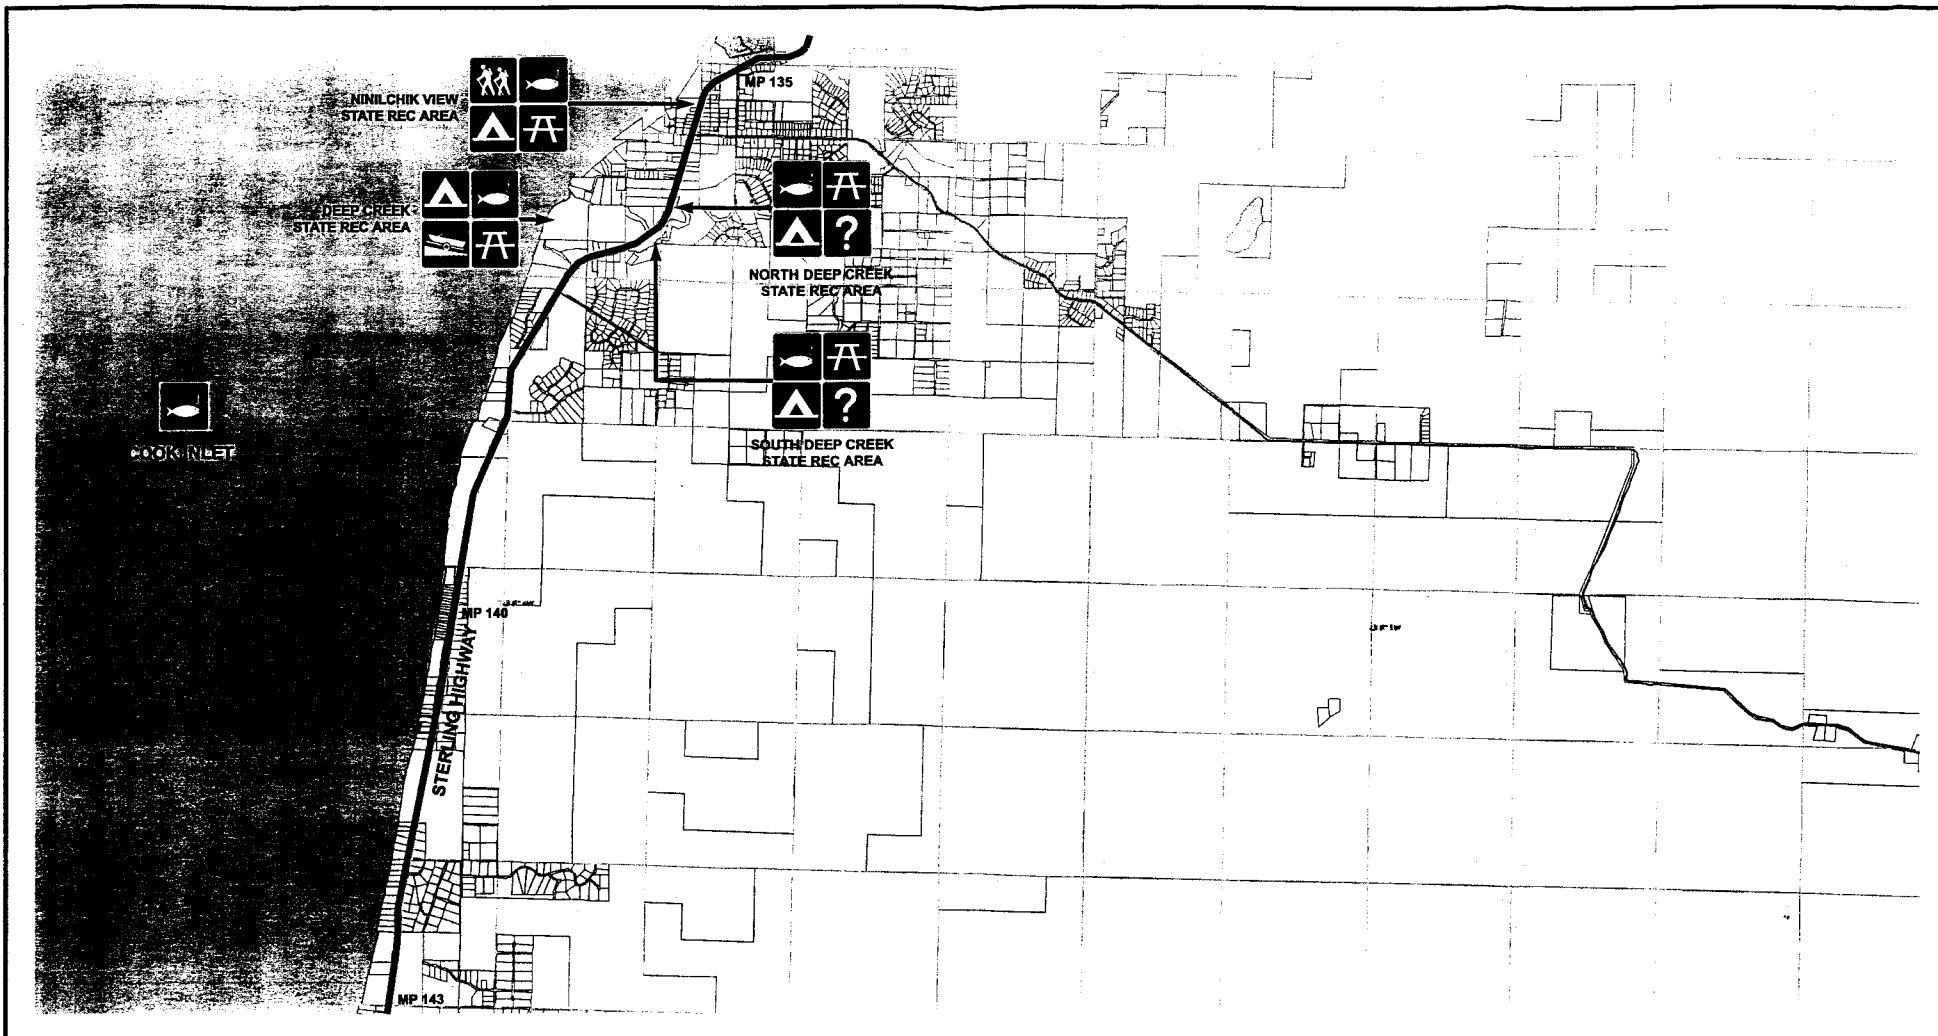 MP 135
NINILCHIK VIEW
STATE REC AREA
DEEP CREEK
STATE REC AREA
?
NORTH DEEP CREEK
STATE REC AREA
?
SOUTH DEEP CREEK
STATE REC AREA
COOK INLET
MP 140
STERLING HIGHWAY
MP 143